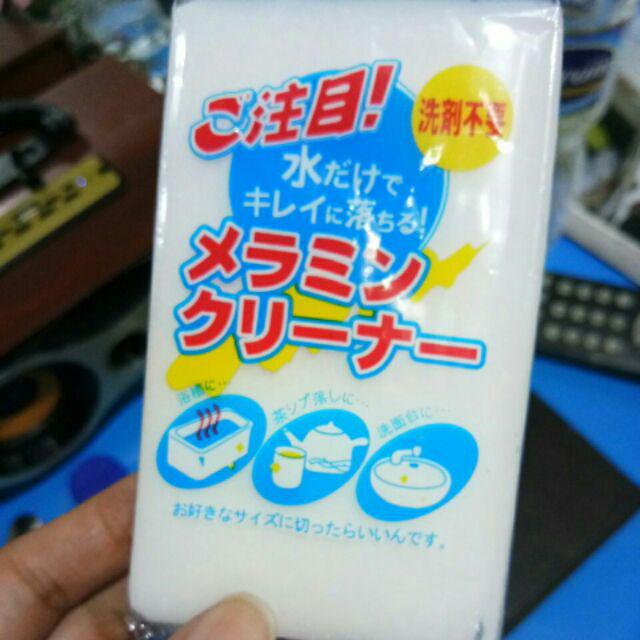 ご注目!
洗剤不要
水だけで
キレイに落ちる!
メラミン
クリーナー
浴槽に…
茶シブ落しに…
洗面台に…
お好きなサイズに切ったらいいんです。